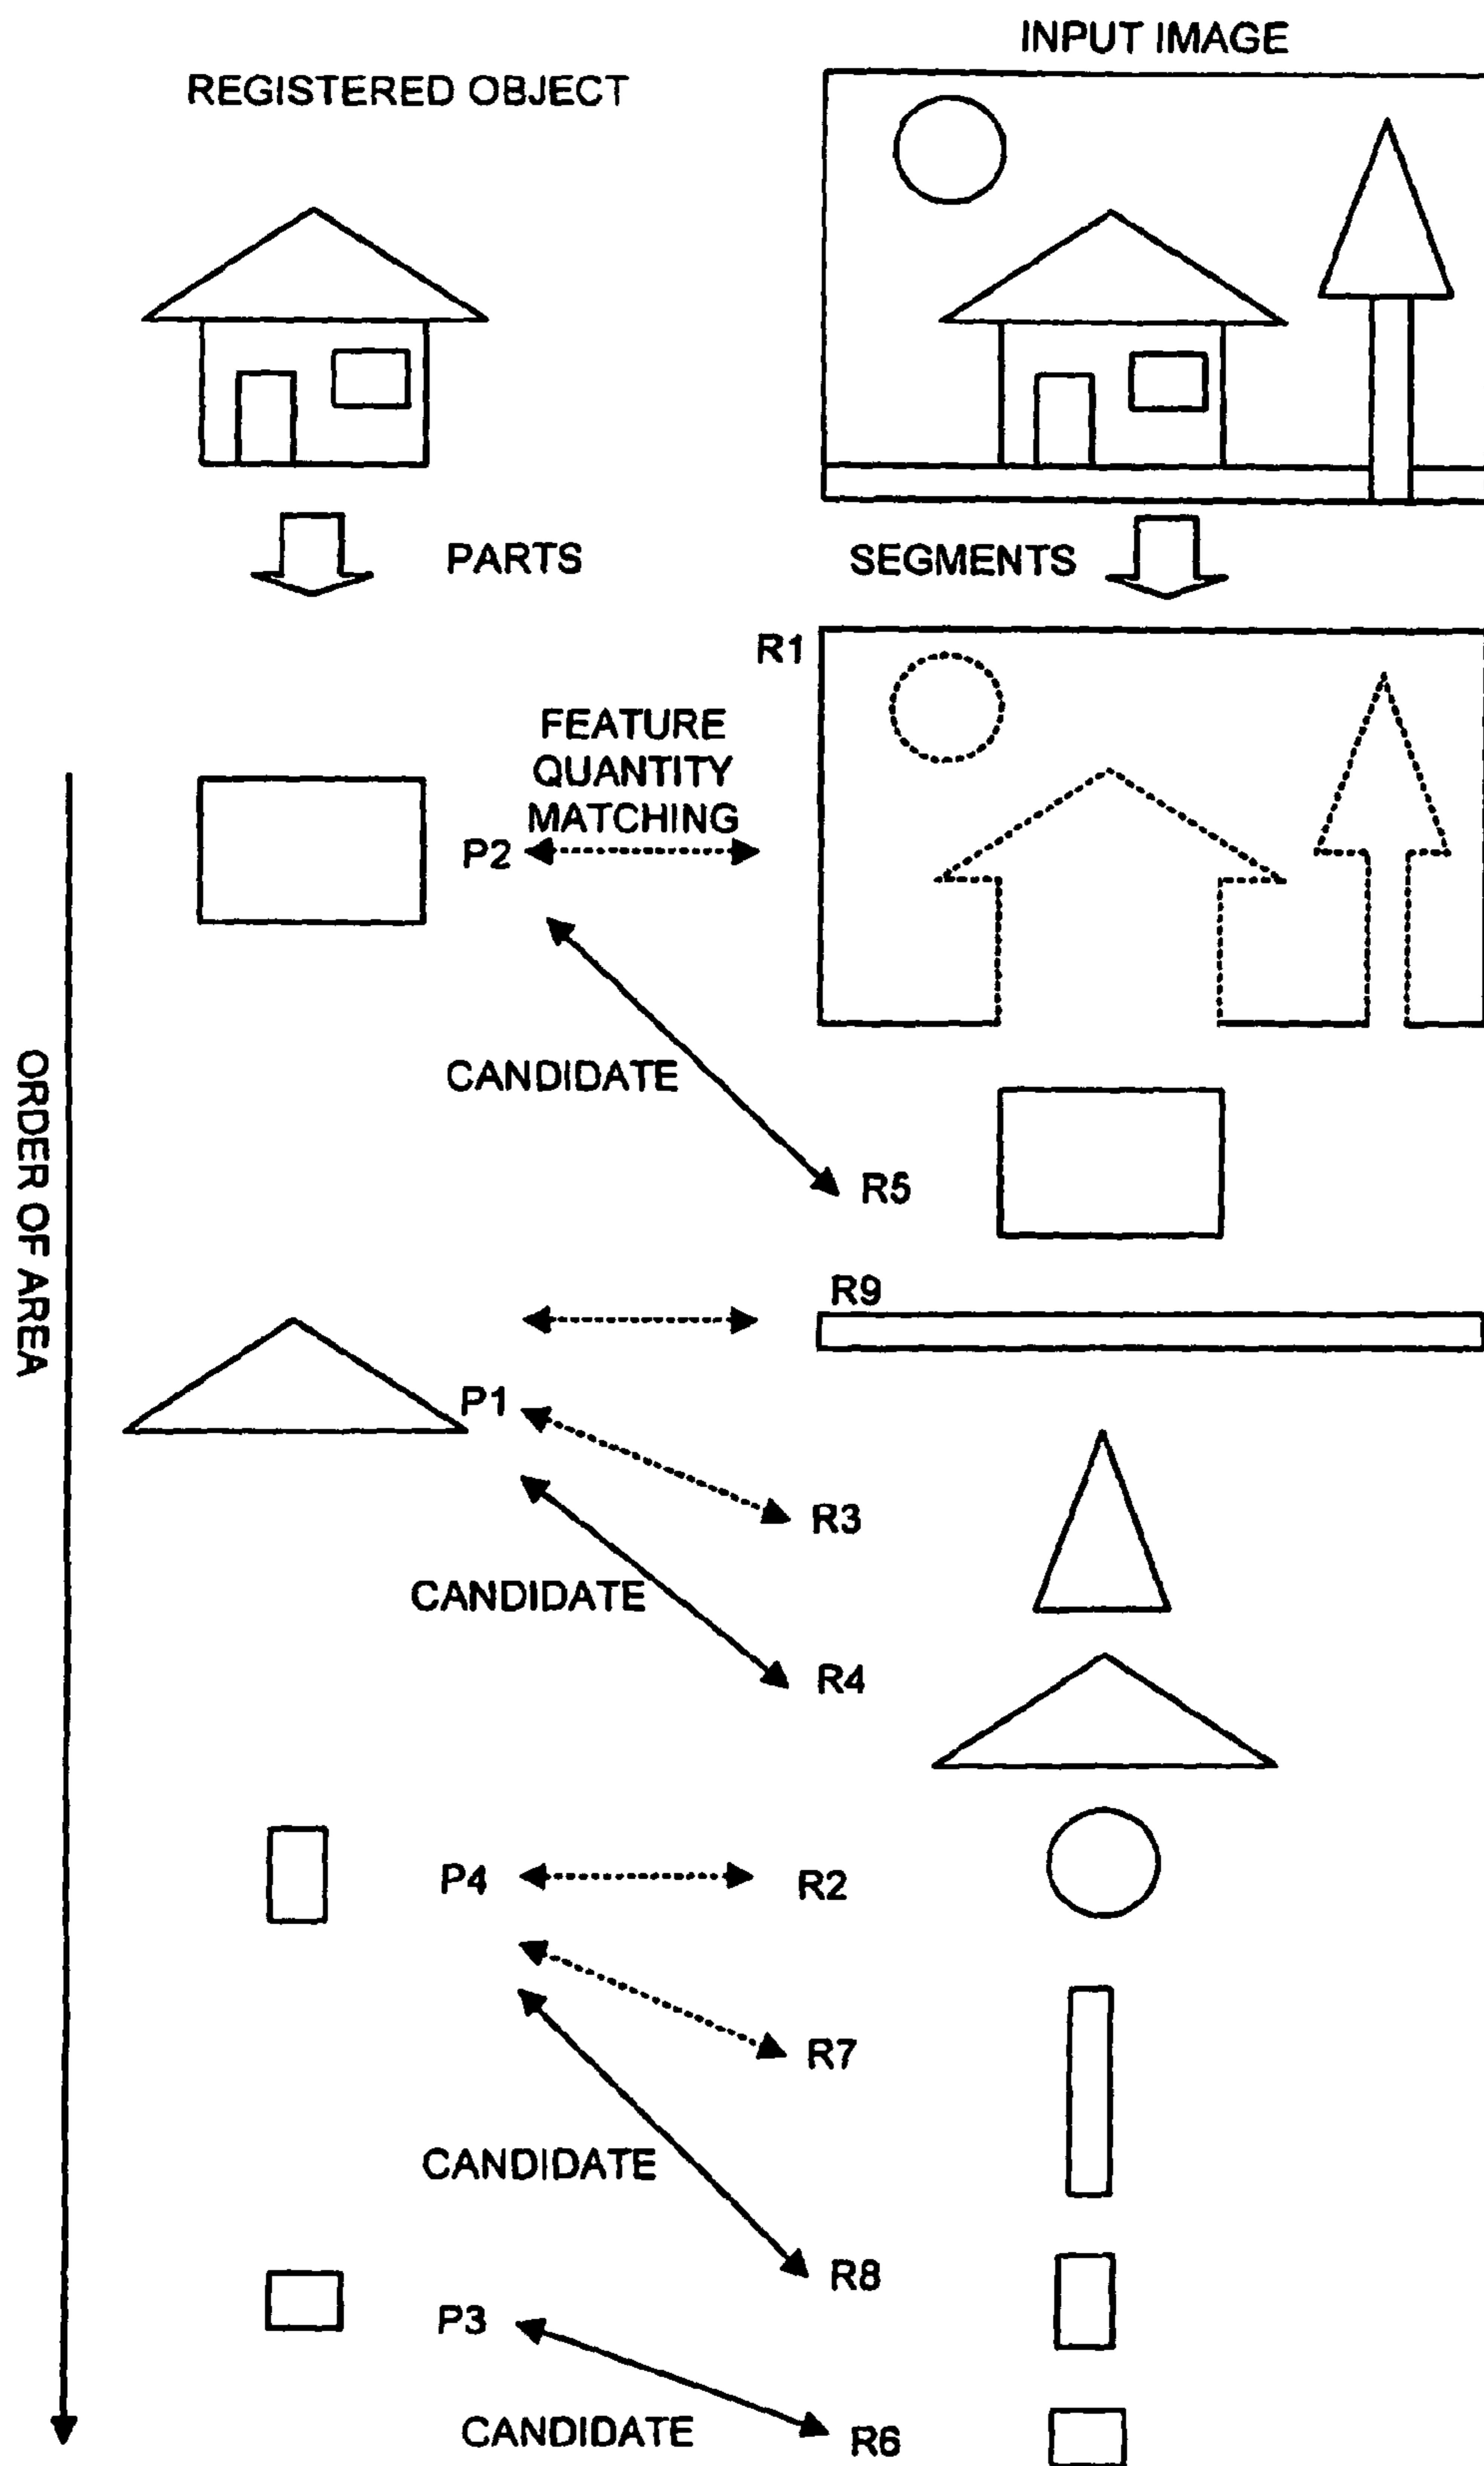 INPUT IMAGE
REGISTERED OBJECT
PARTS
SEGMENTS
R1
FEATURE
QUANTITY
MATCHING
P2
CANDIDATE
R5
ORDER OF AREA
R9
P1
R3
CANDIDATE
R4
P4
R2
R7
CANDIDATE
R8
P3
CANDIDATE
R6